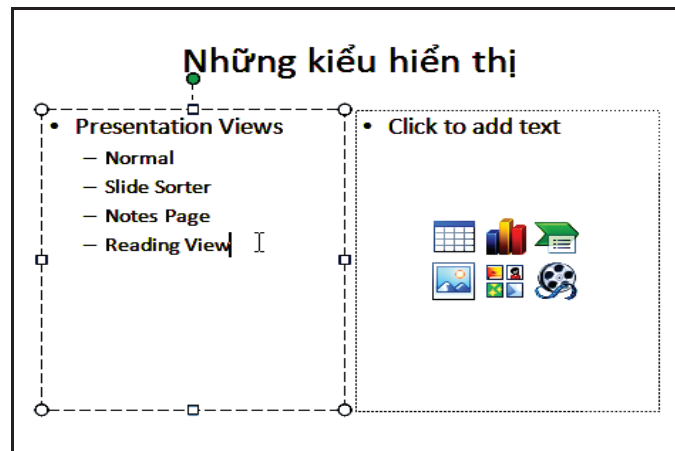 Những kiểu hiển thị
• Presentation Views
– Normal
– Slide Sorter
– Notes Page
– Reading View
• Click to add text